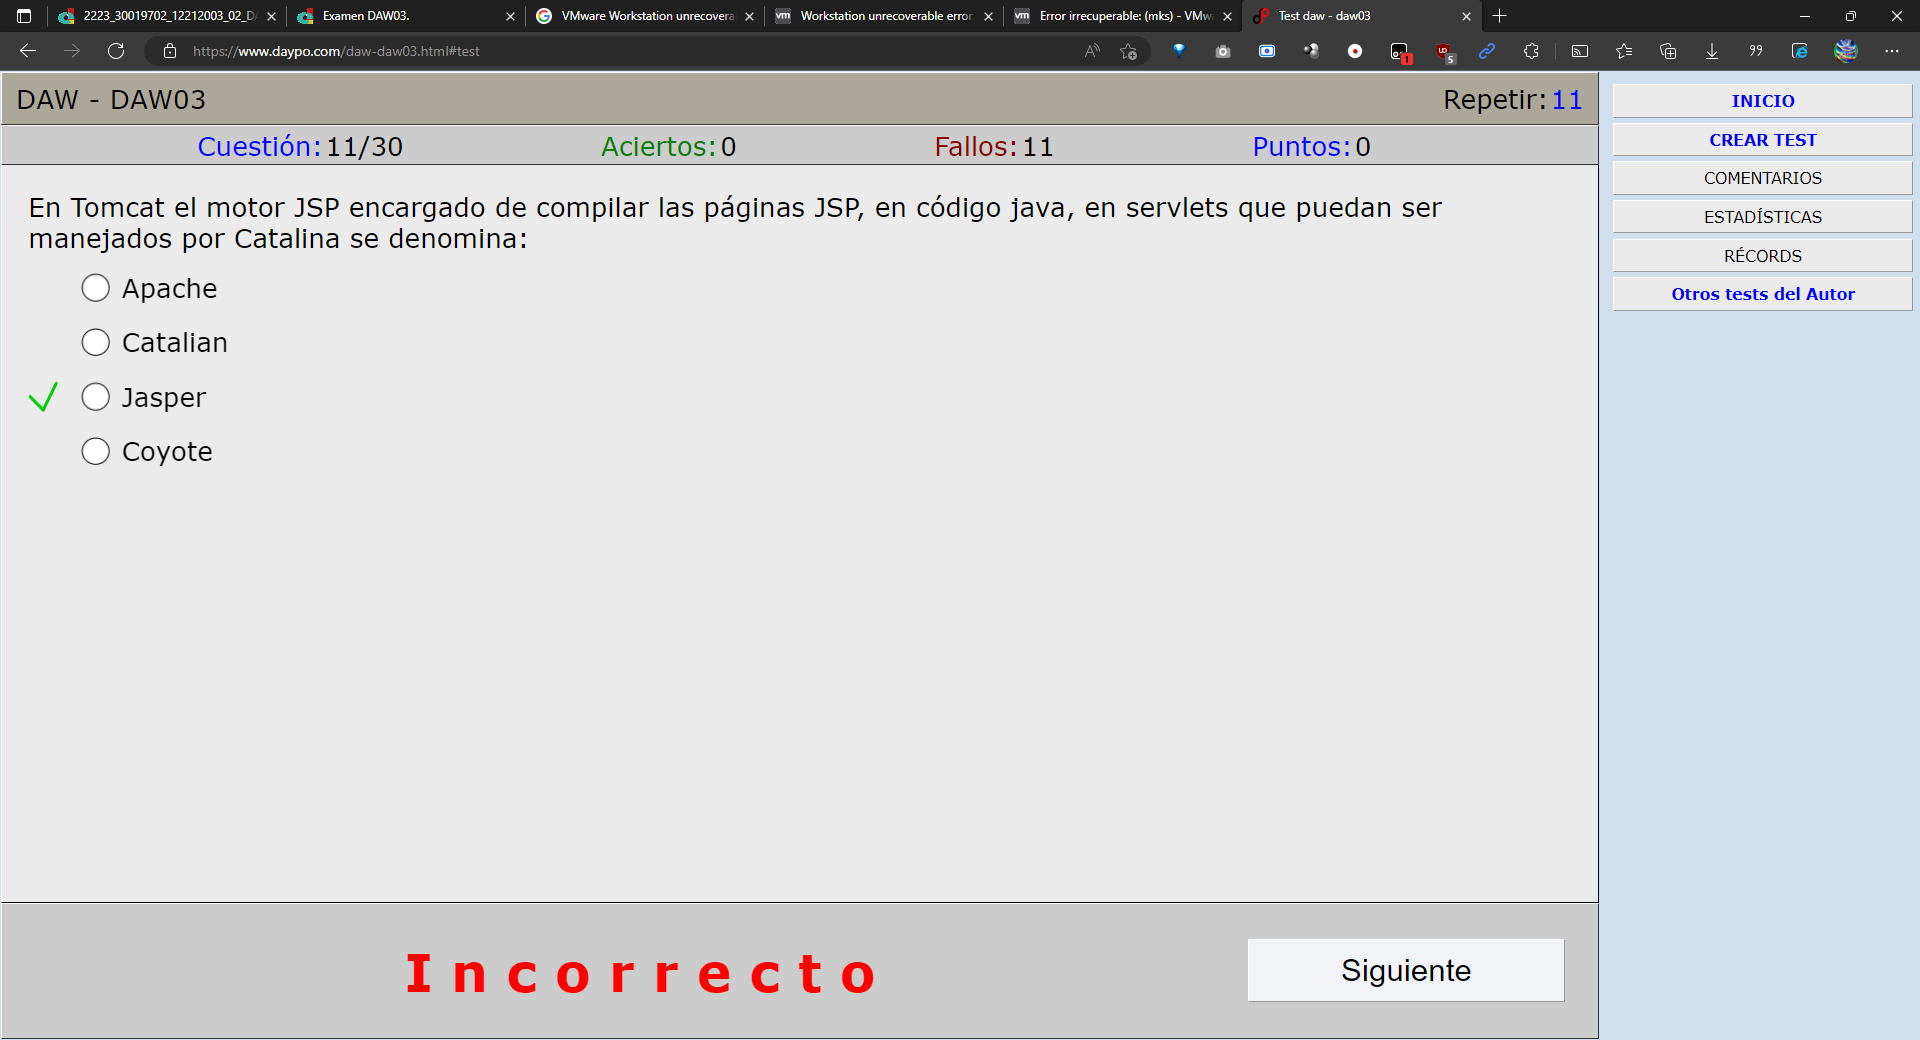 2223_30019702_12212003_02_D
Examen DAW03.
VMware Workstation unrecovera
Workstation unrecoverable error
Error irrecuperable: (mks) - VMw
Test daw - daw03
https://www.daypo.com/daw-daw03.html#test
1
5
DAW - DAW03
Repetir: 11
Cuestión: 11/30
Aciertos: 0
Fallos: 11
Puntos: 0
En Tomcat el motor JSP encargado de compilar las páginas JSP, en código java, en servlets que puedan ser
manejados por Catalina se denomina:
Apache
Catalian
Jasper
Coyote
Incorrecto
Siguiente
INICIO
CREAR TEST
COMENTARIOS
ESTADÍSTICAS
RÉCORDS
Otros tests del Autor